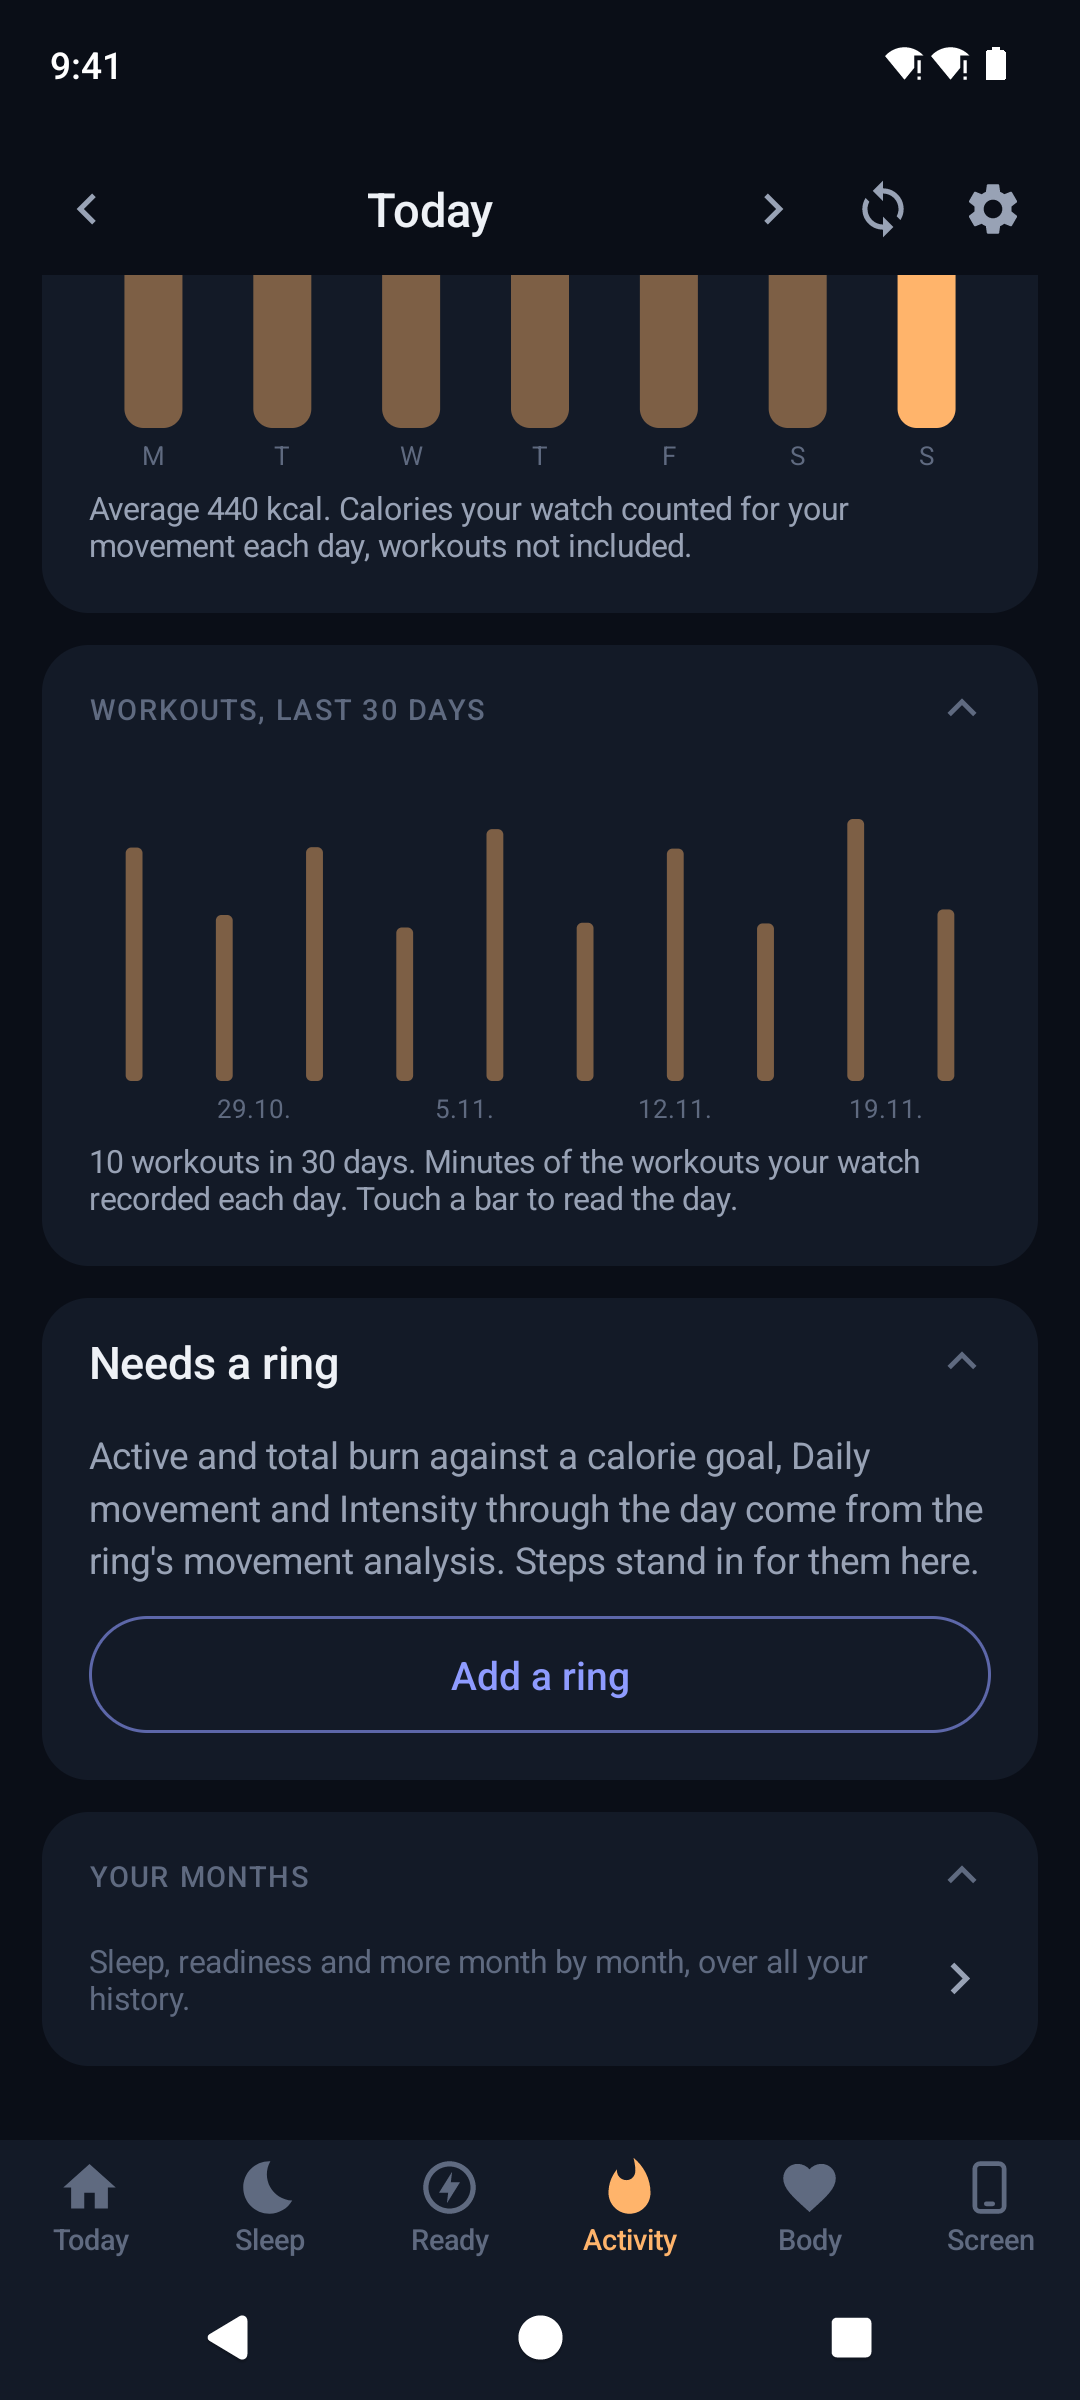 9:41
Today
M T W T F S S
Average 440 kcal. Calories your watch counted for your
movement each day, workouts not included.
WORKOUTS, LAST 30 DAYS
29.10. 5.11. 12.11. 19.11.
10 workouts in 30 days. Minutes of the workouts your watch
recorded each day. Touch a bar to read the day.
Needs a ring
Active and total burn against a calorie goal, Daily
movement and Intensity through the day come from the
ring's movement analysis. Steps stand in for them here.
Add a ring
YOUR MONTHS
Sleep, readiness and more month by month, over all your
history.
Today Sleep Ready Activity Body Screen